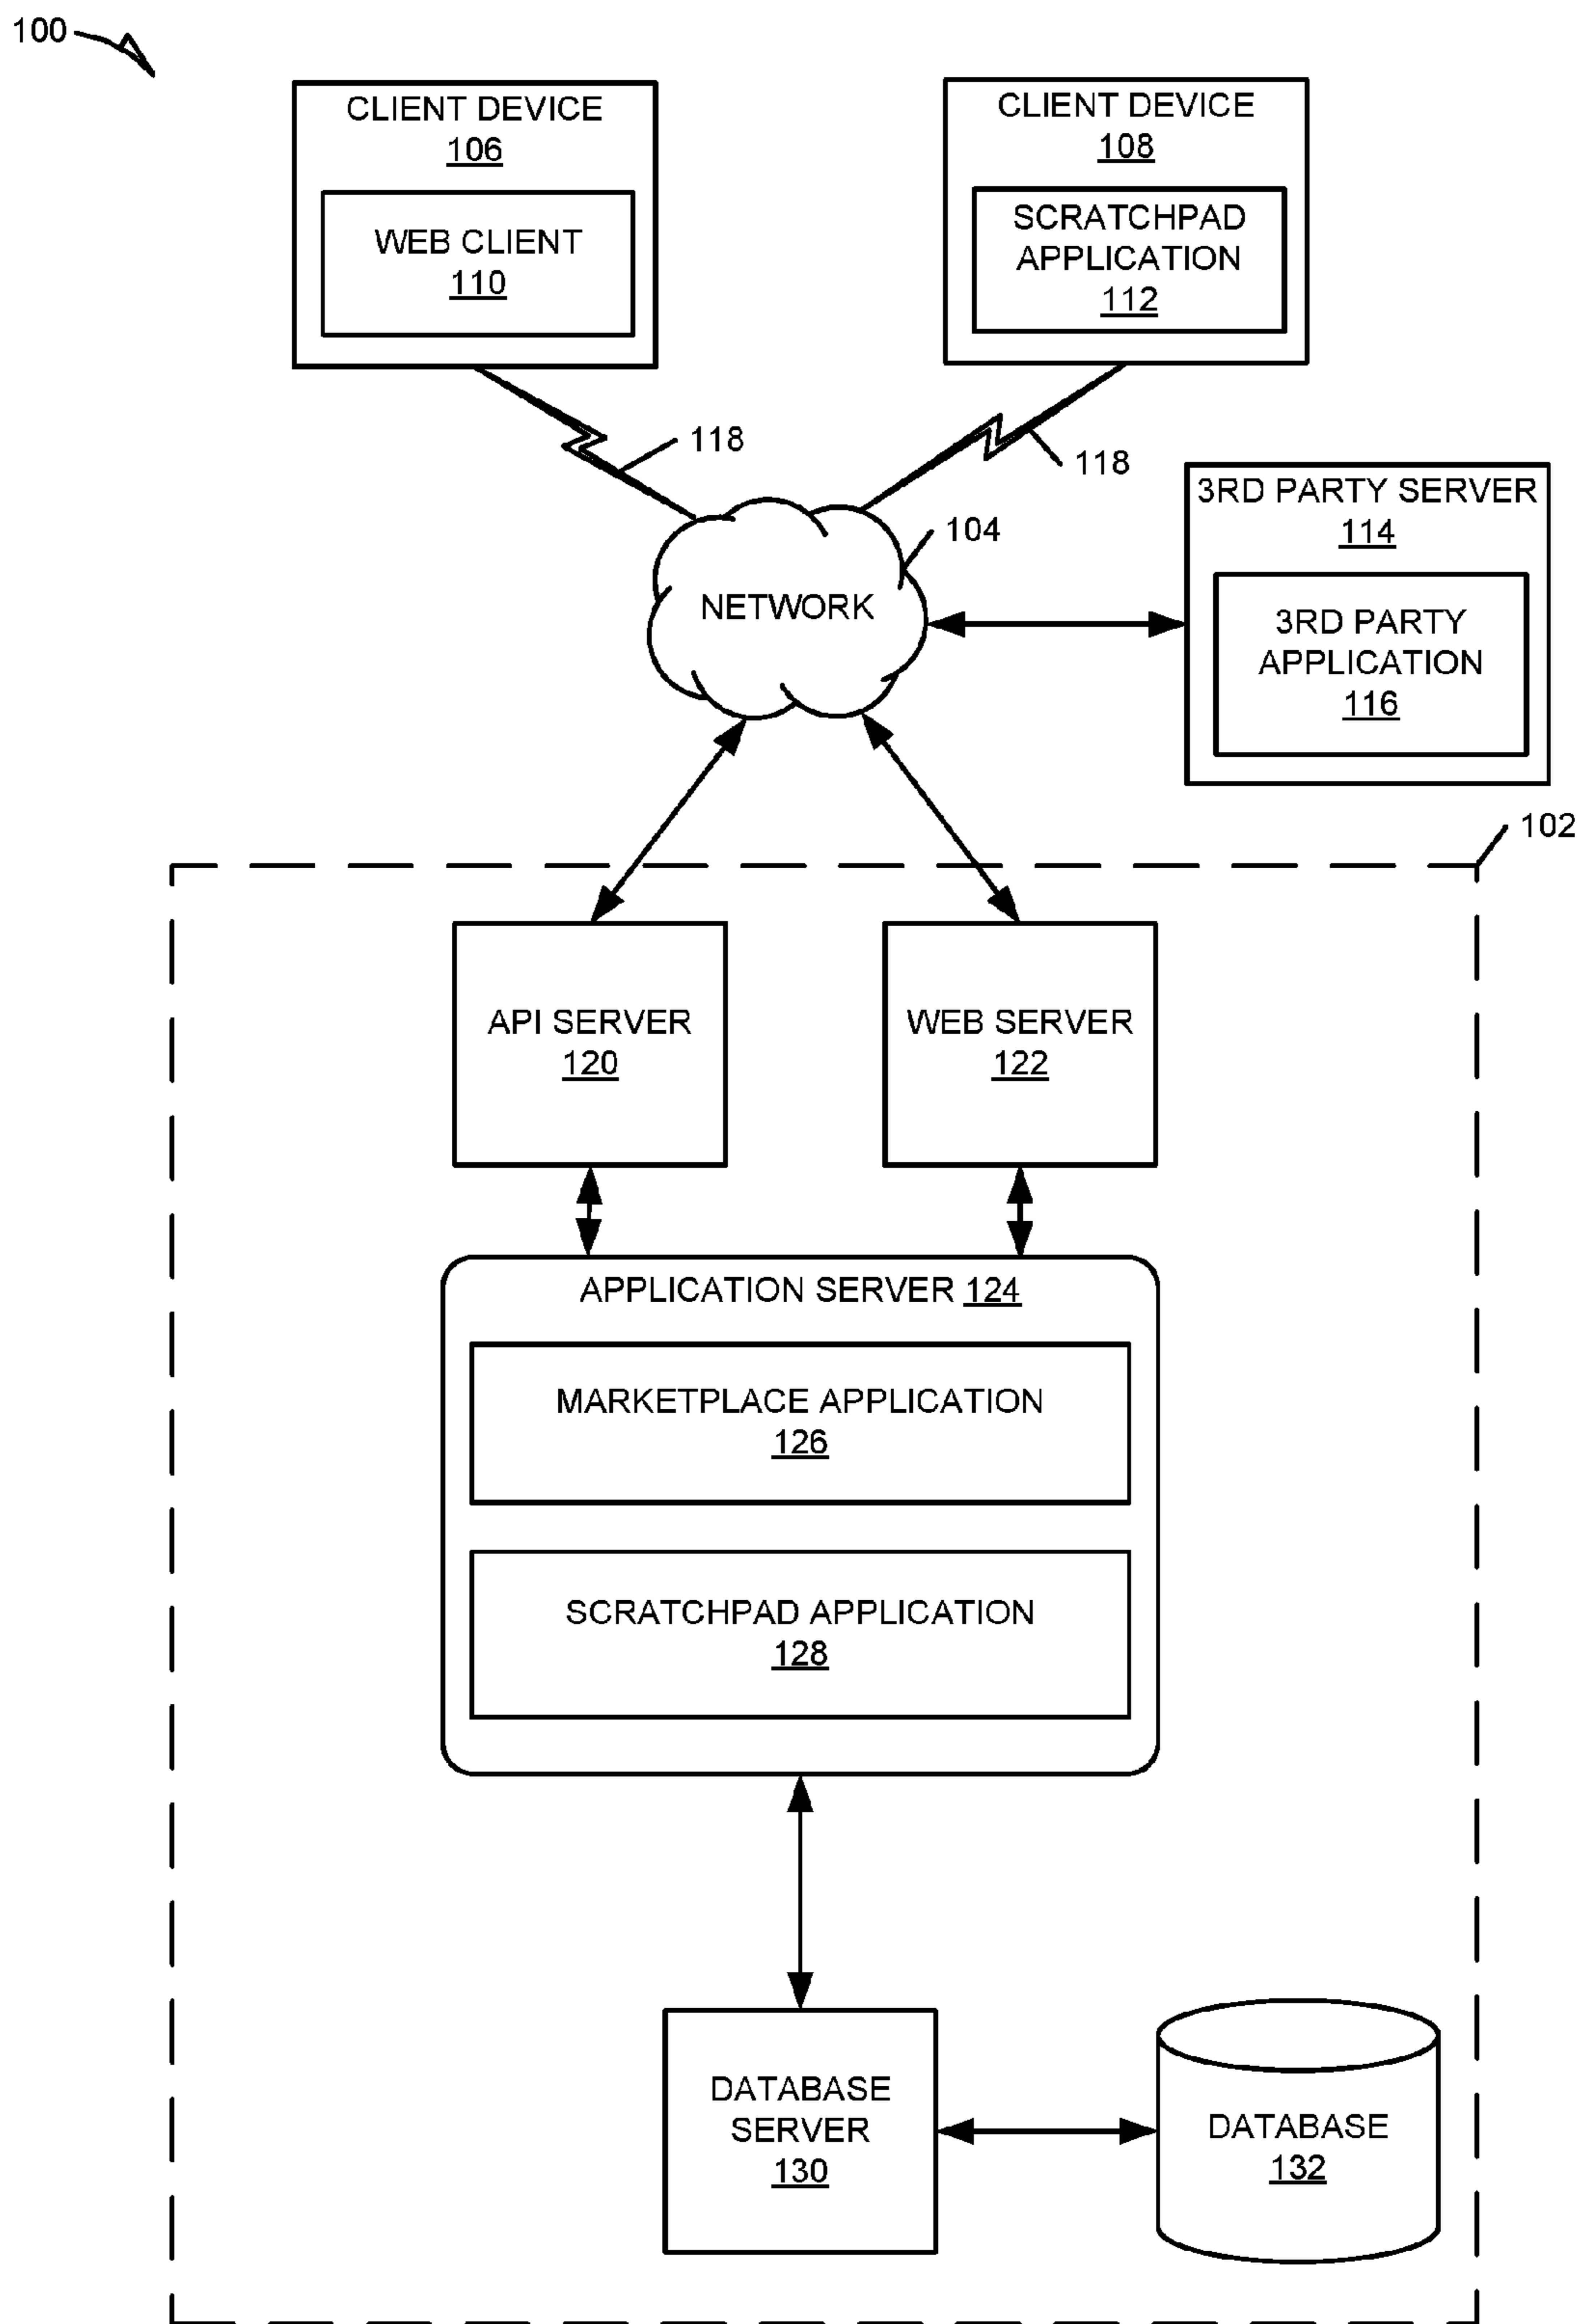 100
CLIENT DEVICE
106
WEB CLIENT
110
CLIENT DEVICE
108
SCRATCHPAD
APPLICATION
112
118
118
3RD PARTY SERVER
114
3RD PARTY
APPLICATION
116
104
NETWORK
102
API SERVER
120
WEB SERVER
122
APPLICATION SERVER 124
MARKETPLACE APPLICATION
126
SCRATCHPAD APPLICATION
128
DATABASE
SERVER
130
DATABASE
132